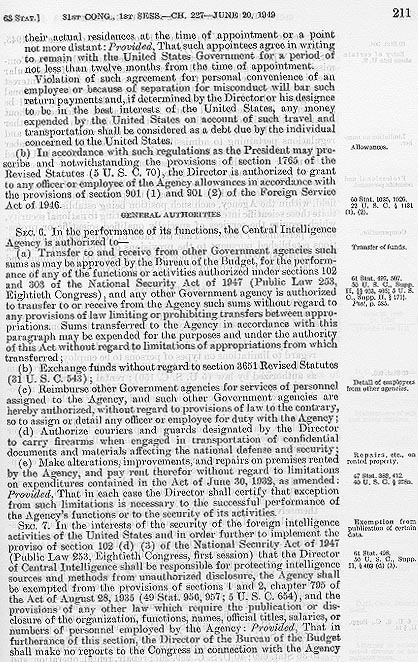 63 STAT.] 81ST CONG., 1ST SESS.—CH. 227—JUNE 20, 1949 211
their actual residences at the time of appointment or a point
not more distant: Provided, That such appointees agree in writing
to remain with the United States Government for a period of
not less than twelve months from the time of appointment.
Violation of such agreement for personal convenience of an
employee or because of separation for misconduct will bar such
return payments and, if determined by the Director or his designee
to be in the best interests of the United States, any money
expended by the United States on account of such travel and
transportation shall be considered as a debt due by the individual
concerned to the United States.
(b) In accordance with such regulations as the President may pre-
Allowances.
scribe and notwithstanding the provisions of section 1765 of the
Revised Statutes (5 U. S. C. 70), the Director is authorized to grant
to any officer or employee of the Agency allowances in accordance with
the provisions of section 901 (1) and 901 (2) of the Foreign Service
60 Stat. 1025, 1026.
22 U. S. C. § 1131
(1), (2).
Act of 1946.
GENERAL AUTHORITIES
SEC. 6. In the performance of its functions, the Central Intelligence
Agency is authorized to—
(a) Transfer to and receive from other Government agencies such
Transfer of funds.
sums as may be approved by the Bureau of the Budget, for the perform-
ance of any of the functions or activities authorized under sections 102
and 303 of the National Security Act of 1947 (Public Law 253,
61 Stat. 497, 507.
Eightieth Congress), and any other Government agency is authorized
to transfer to or receive from the Agency such sums without regard to
any provisions of law limiting or prohibiting transfers between appro-
priations. Sums transferred to the Agency in accordance with this
paragraph may be expended for the purposes and under the authority
of this Act without regard to limitations of appropriations from which
transferred;
(b) Exchange funds without regard to section 3651 Revised Statutes
(31 U. S. C. 543);
(c) Reimburse other Government agencies for services of personnel
Detail of employees
from other agencies.
assigned to the Agency, and such other Government agencies are
hereby authorized, without regard to provisions of law to the contrary,
so to assign or detail any officer or employee for duty with the Agency;
(d) Authorize couriers and guards designated by the Director
to carry firearms when engaged in transportation of confidential
documents and materials affecting the national defense and security;
(e) Make alterations, improvements, and repairs on premises rented
Repairs, etc., on
rented property.
by the Agency, and pay rent therefor without regard to limitations
on expenditures contained in the Act of June 30, 1932, as amended:
47 Stat. 382, 412.
40 U. S. C. § 278a.
Provided, That in each case the Director shall certify that exception
from such limitations is necessary to the successful performance of
the Agency's functions or to the security of its activities.
SEC. 7. In the interests of the security of the foreign intelligence
Exemption from
publication of certain
data.
activities of the United States and in order further to implement the
proviso of section 102 (d) (3) of the National Security Act of 1947
(Public Law 253, Eightieth Congress, first session) that the Director
61 Stat. 498.
50 U. S. C., Supp.
II, § 403 (d) (3).
of Central Intelligence shall be responsible for protecting intelligence
sources and methods from unauthorized disclosure, the Agency shall
be exempted from the provisions of sections 1 and 2, chapter 795 of
the Act of August 28, 1935 (49 Stat. 956, 957; 5 U. S. C. 654), and the
provisions of any other law which require the publication or dis-
closure of the organization, functions, names, official titles, salaries, or
numbers of personnel employed by the Agency: Provided, That in
furtherance of this section, the Director of the Bureau of the Budget
shall make no reports to the Congress in connection with the Agency